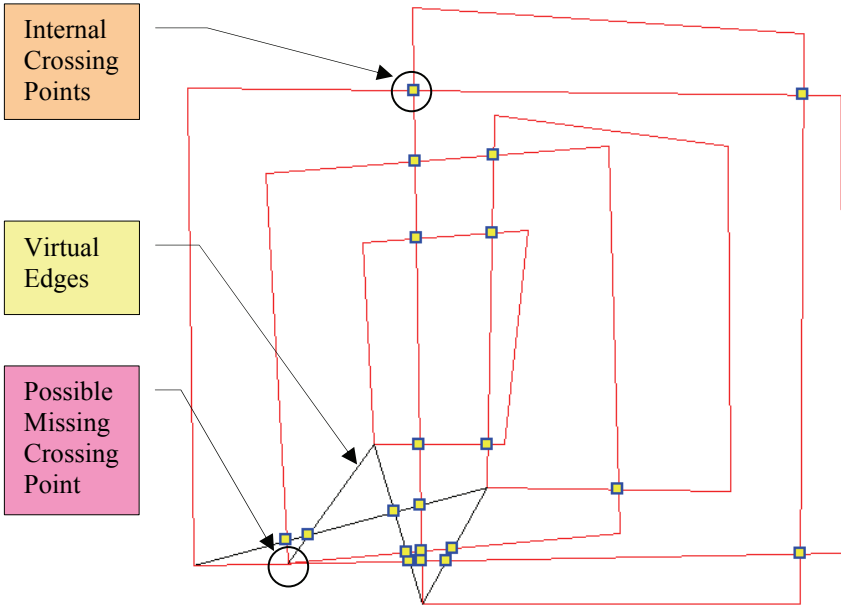 Internal
Crossing
Points
Virtual
Edges
Possible
Missing
Crossing
Point